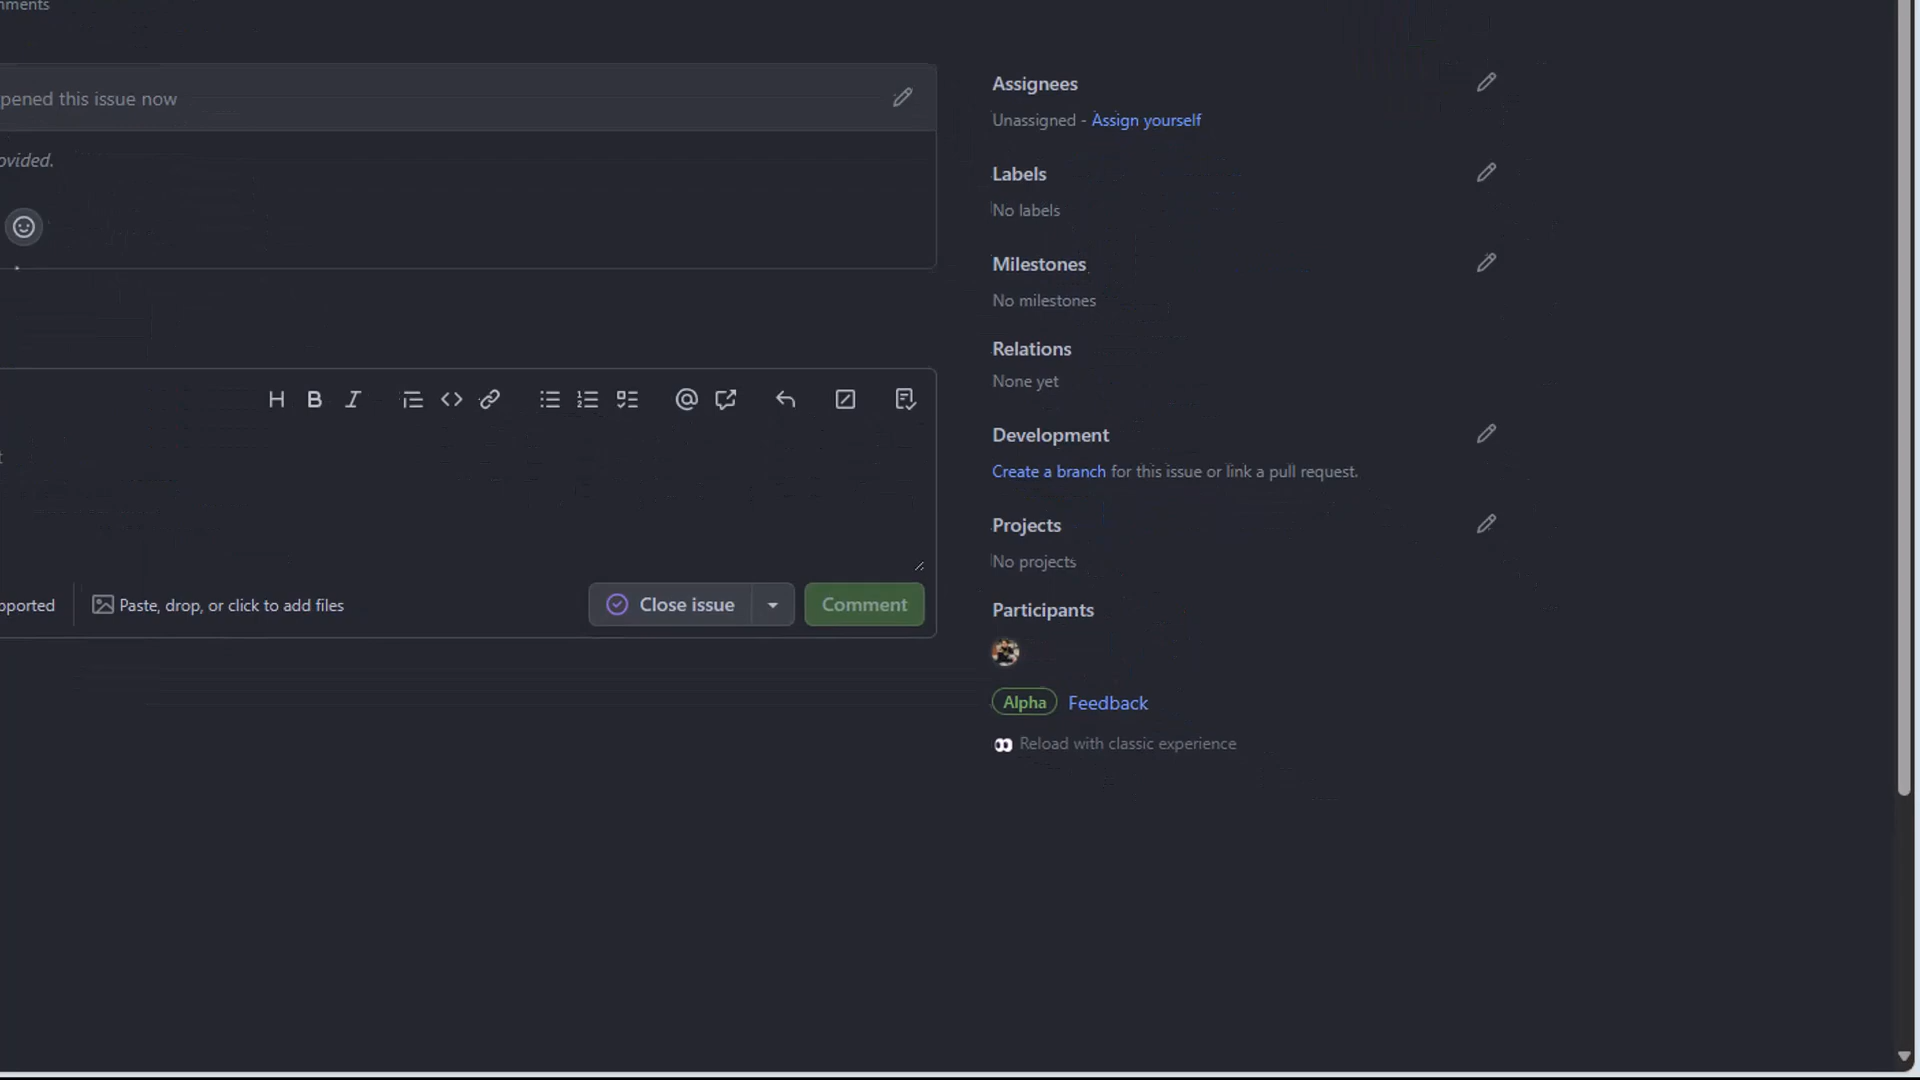 mments
pened this issue now
ovided.
pported
Paste, drop, or click to add files
Close issue
Comment
Assignees
Unassigned - Assign yourself
Labels
No labels
Milestones
No milestones
Relations
None yet
Development
Create a branch for this issue or link a pull request.
Projects
No projects
Participants
Alpha Feedback
Reload with classic experience